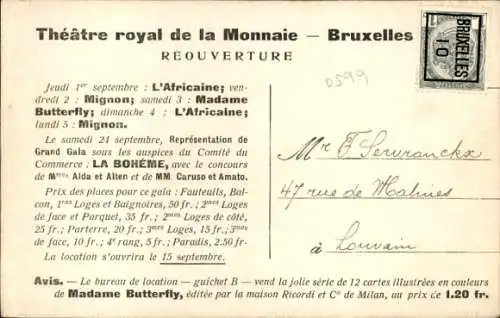 Théâtre royal de la Monnaie — Bruxelles
REOUVERTURE
Jeudi 1er septembre : L'Africaine; ven-
dredi 2 : Mignon; samedi 3 : Madame
Butterfly; dimanche 4 : L'Africaine;
lundi 5 : Mignon.
Le samedi 24 septembre, Représentation de
Grand Gala sous les auspices du Comité du
Commerce : LA BOHÈME, avec le concours
de Mmes Alda et Alten et de MM. Caruso et Amato.
Prix des places pour ce gala : Fauteuils, Bal-
con, 1res Loges et Baignoires, 50 fr.; 2mes Loges
de face et Parquet, 35 fr.; 2mes Loges de côté,
25 fr.; Parterre, 20 fr.; 3mes Loges, 15 fr.; 3mes
de face, 10 fr.; 4e rang, 5 fr.; Paradis, 2.50 fr.
La location s'ouvrira le 15 septembre.
Avis. — Le bureau de location — guichet B — vend la jolie série de 12 cartes illustrées en couleurs
de Madame Butterfly, éditée par la maison Ricordi et Co de Milan, au prix de 1.20 fr.
0599
BRUXELLES
10
Mr F. Servranckx
47 rue de Malines
à Louvain